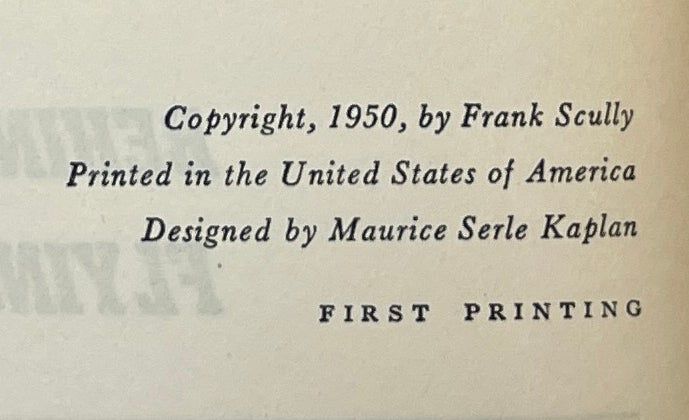 Copyright, 1950, by Frank Scully
Printed in the United States of America
Designed by Maurice Serle Kaplan
FIRST PRINTING